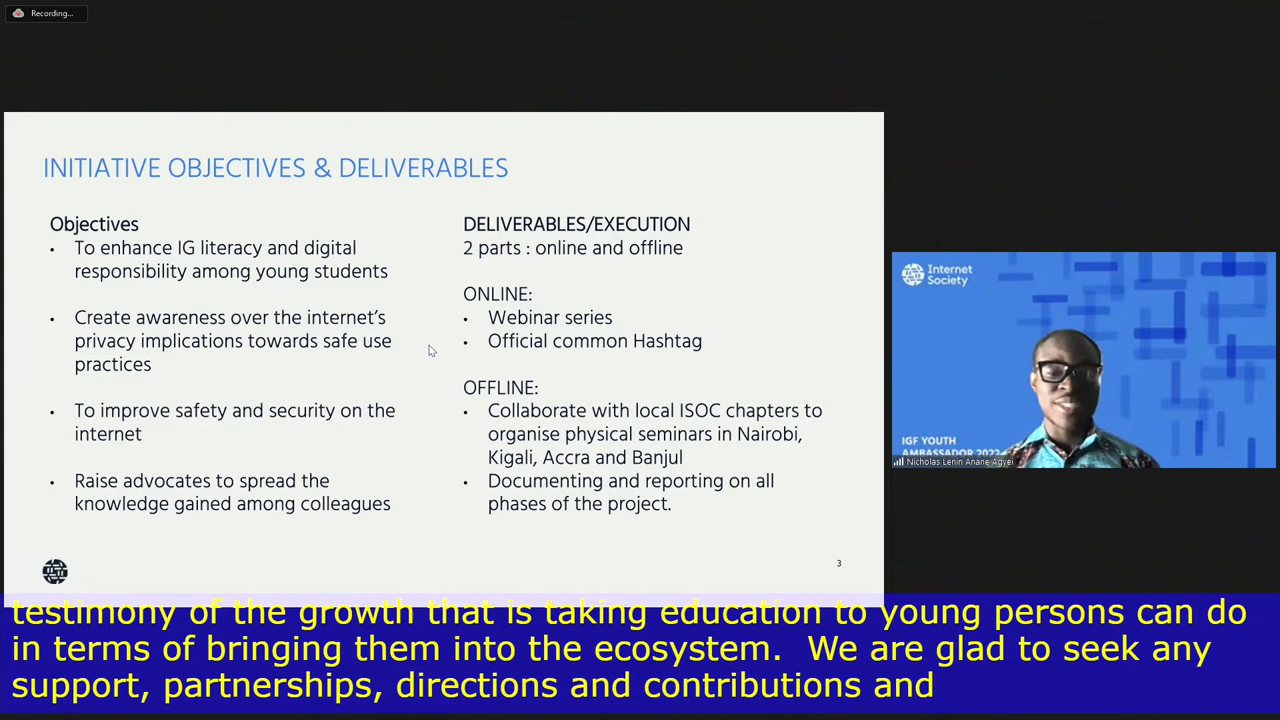 Recording...
INITIATIVE OBJECTIVES & DELIVERABLES
Objectives
• To enhance IG literacy and digital
responsibility among young students
• Create awareness over the internet's
privacy implications towards safe use
practices
• To improve safety and security on the
internet
• Raise advocates to spread the
knowledge gained among colleagues
DELIVERABLES/EXECUTION
2 parts : online and offline
ONLINE:
• Webinar series
• Official common Hashtag
OFFLINE:
• Collaborate with local ISOC chapters to
organise physical seminars in Nairobi,
Kigali, Accra and Banjul
• Documenting and reporting on all
phases of the project.
3
Internet
Society
IGF YOUTH
AMBASSADOR 2022
Nicholas Lenin Anane Agyei
testimony of the growth that is taking education to young persons can do
in terms of bringing them into the ecosystem.  We are glad to seek any
support, partnerships, directions and contributions and